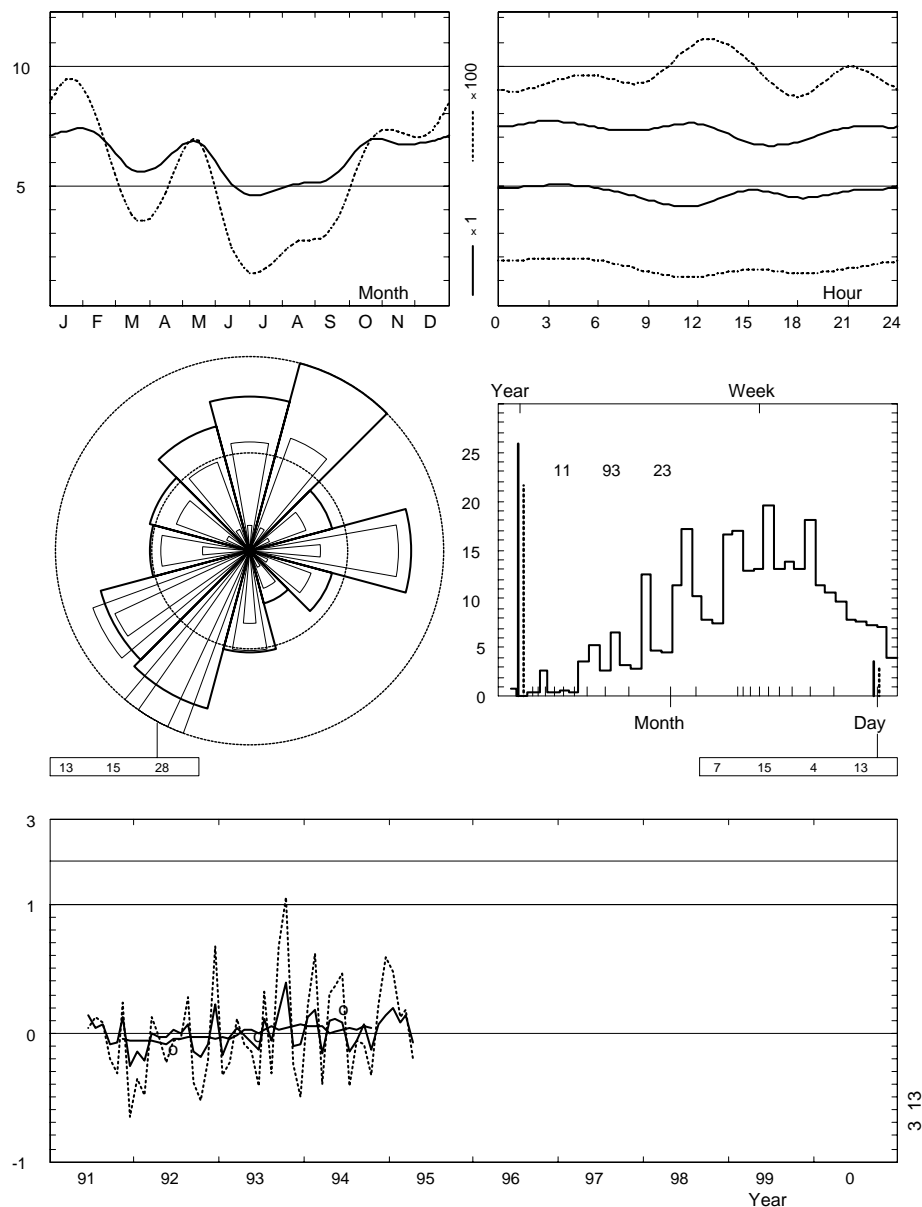 10
5
Month
J F M A M J J A S O N D
x 1 x 100
Hour
0 3 6 9 12 15 18 21 24
13 15 28
Year Week
25
20
15
10
5
0
11 93 23
Month Day
7 15 4 13
3
1
0
-1
91 92 93 94 95 96 97 98 99 0
Year
3 13